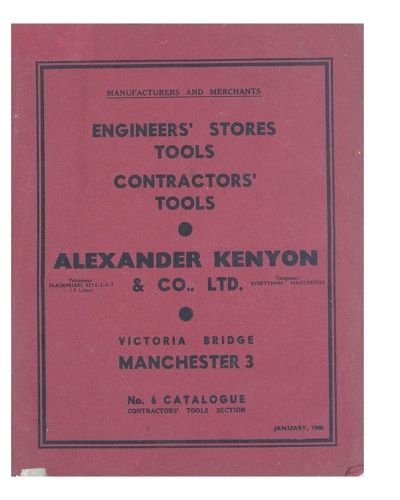 MANUFACTURERS AND MERCHANTS
ENGINEERS' STORES
TOOLS
CONTRACTORS'
TOOLS
ALEXANDER KENYON
& CO., LTD.
Telephone:
BLACKFRIARS
Telegrams:
EVERYTHING MANCHESTER
VICTORIA BRIDGE
MANCHESTER 3
No. 6 CATALOGUE
CONTRACTORS' TOOLS SECTION
JANUARY,